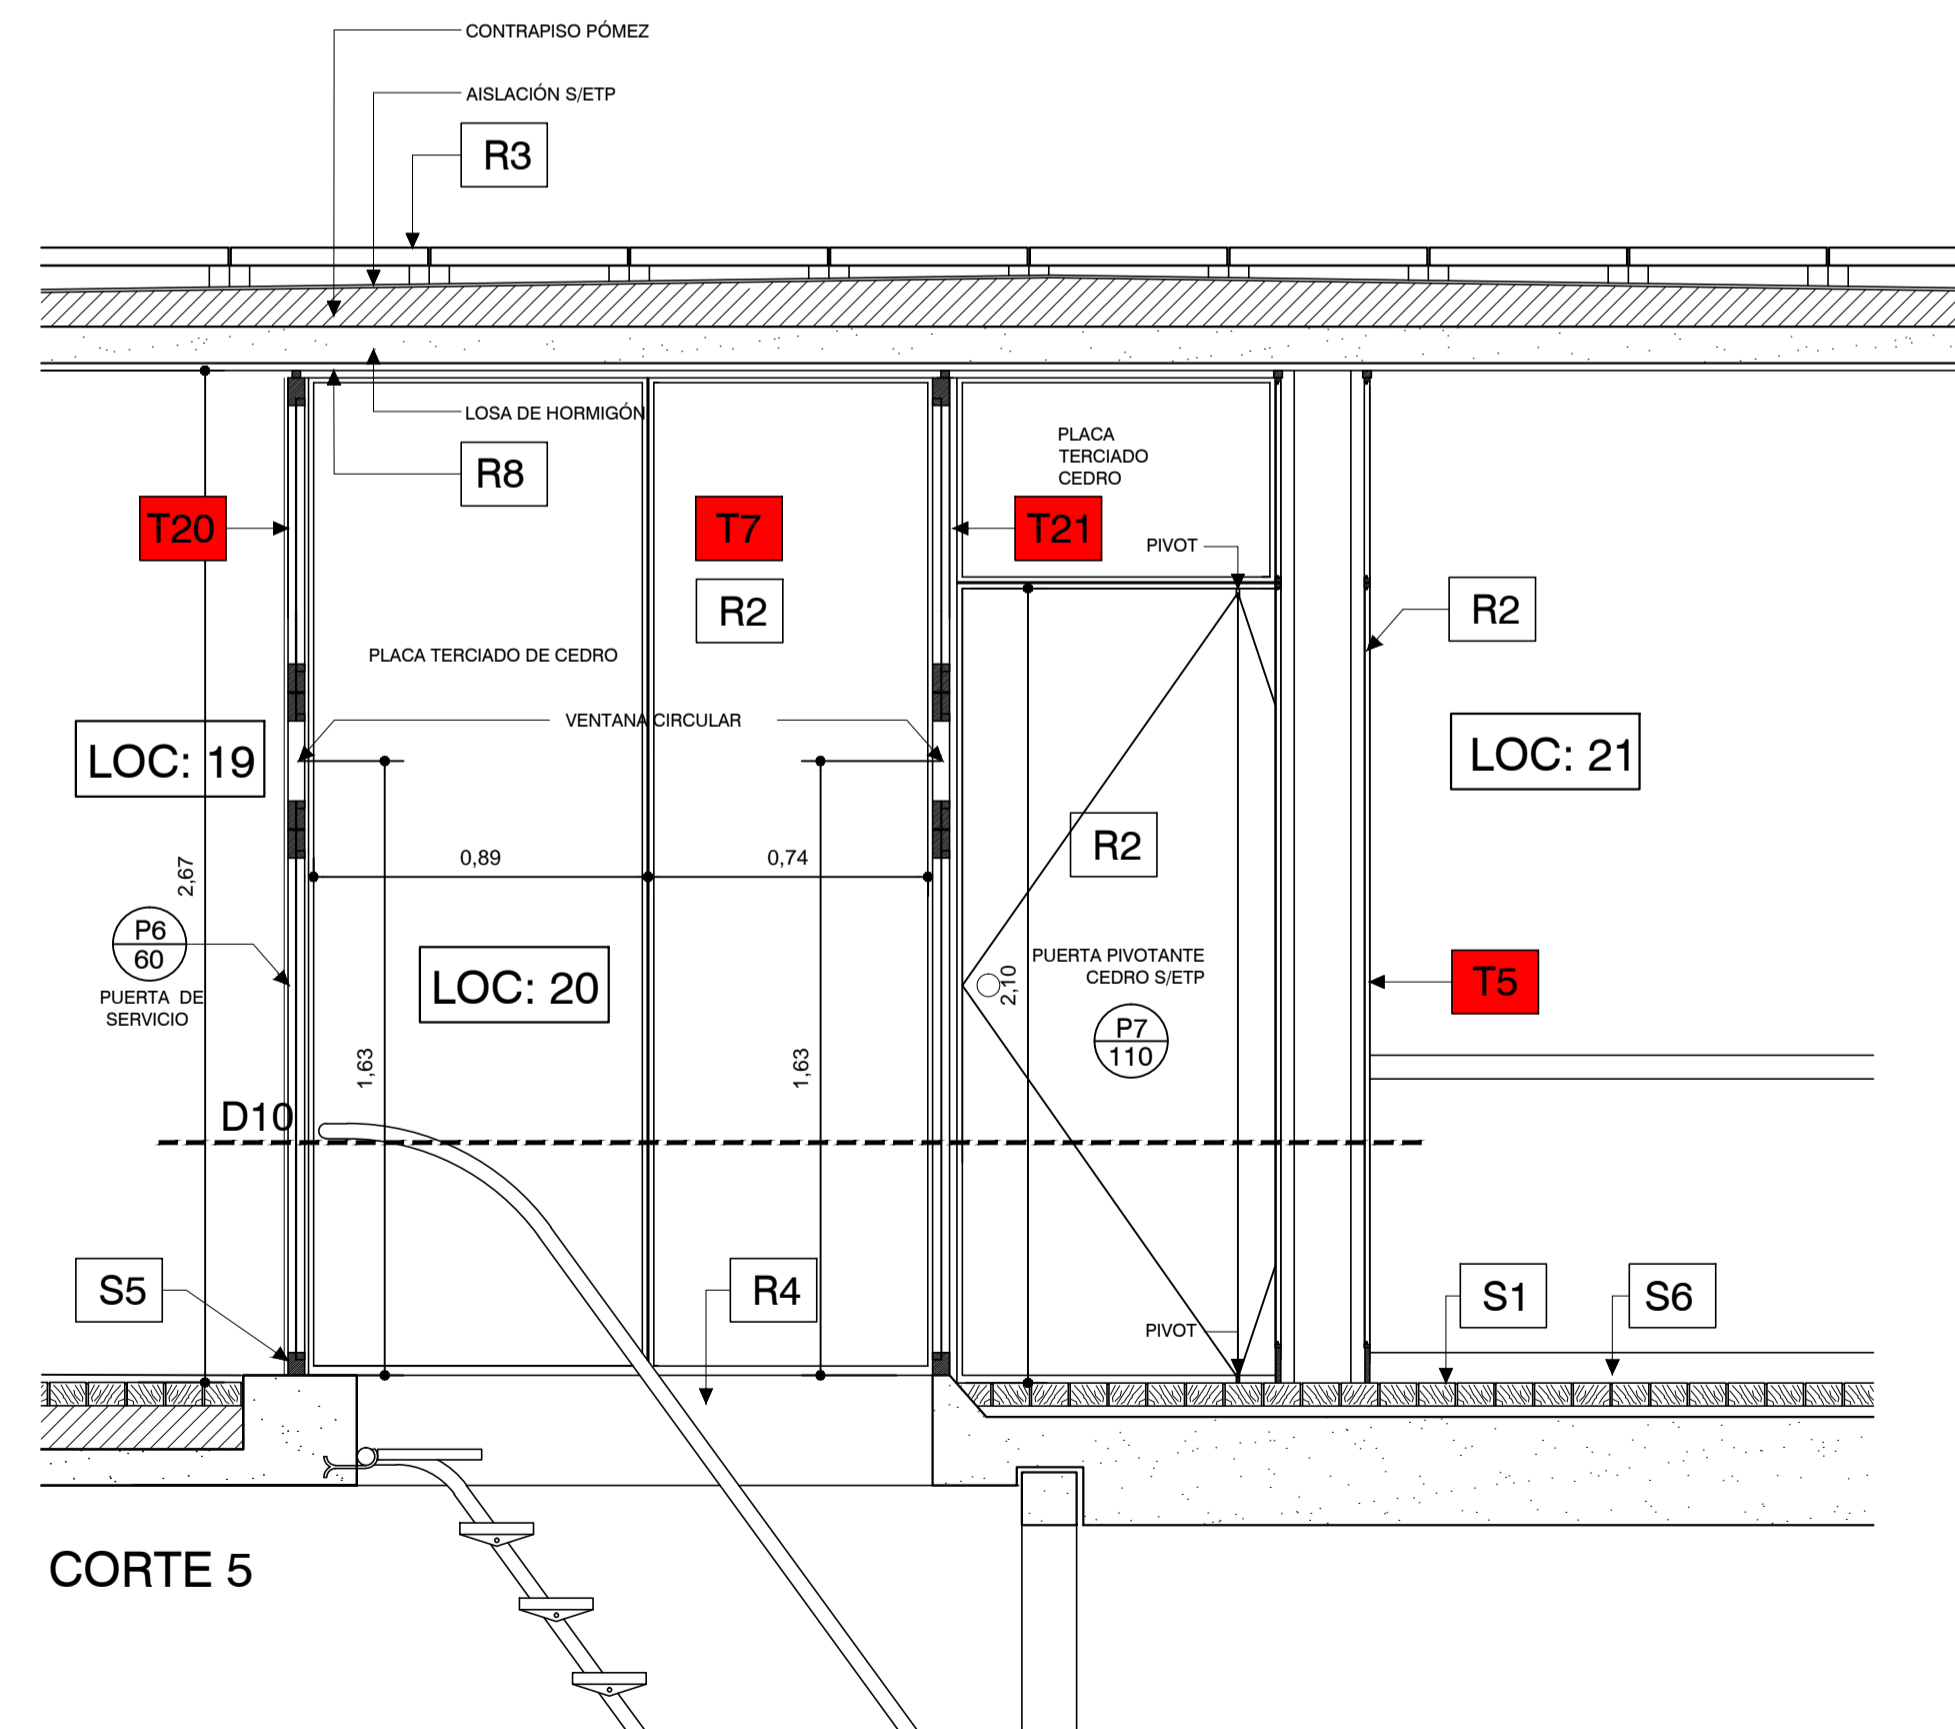 CONTRAPISO PÓMEZ
AISLACIÓN S/ETP
R3
LOSA DE HORMIGÓN
R8
PLACA
TERCIADO
CEDRO
T20
T7
T21
PIVOT
R2
R2
PLACA TERCIADO DE CEDRO
VENTANA CIRCULAR
LOC: 19
LOC: 21
R2
0,89
0,74
2,67
P6
60
PUERTA DE
SERVICIO
LOC: 20
PUERTA PIVOTANTE
CEDRO S/ETP
2,10
T5
P7
110
1,63
1,63
D10
S5
R4
S1
S6
PIVOT
CORTE 5